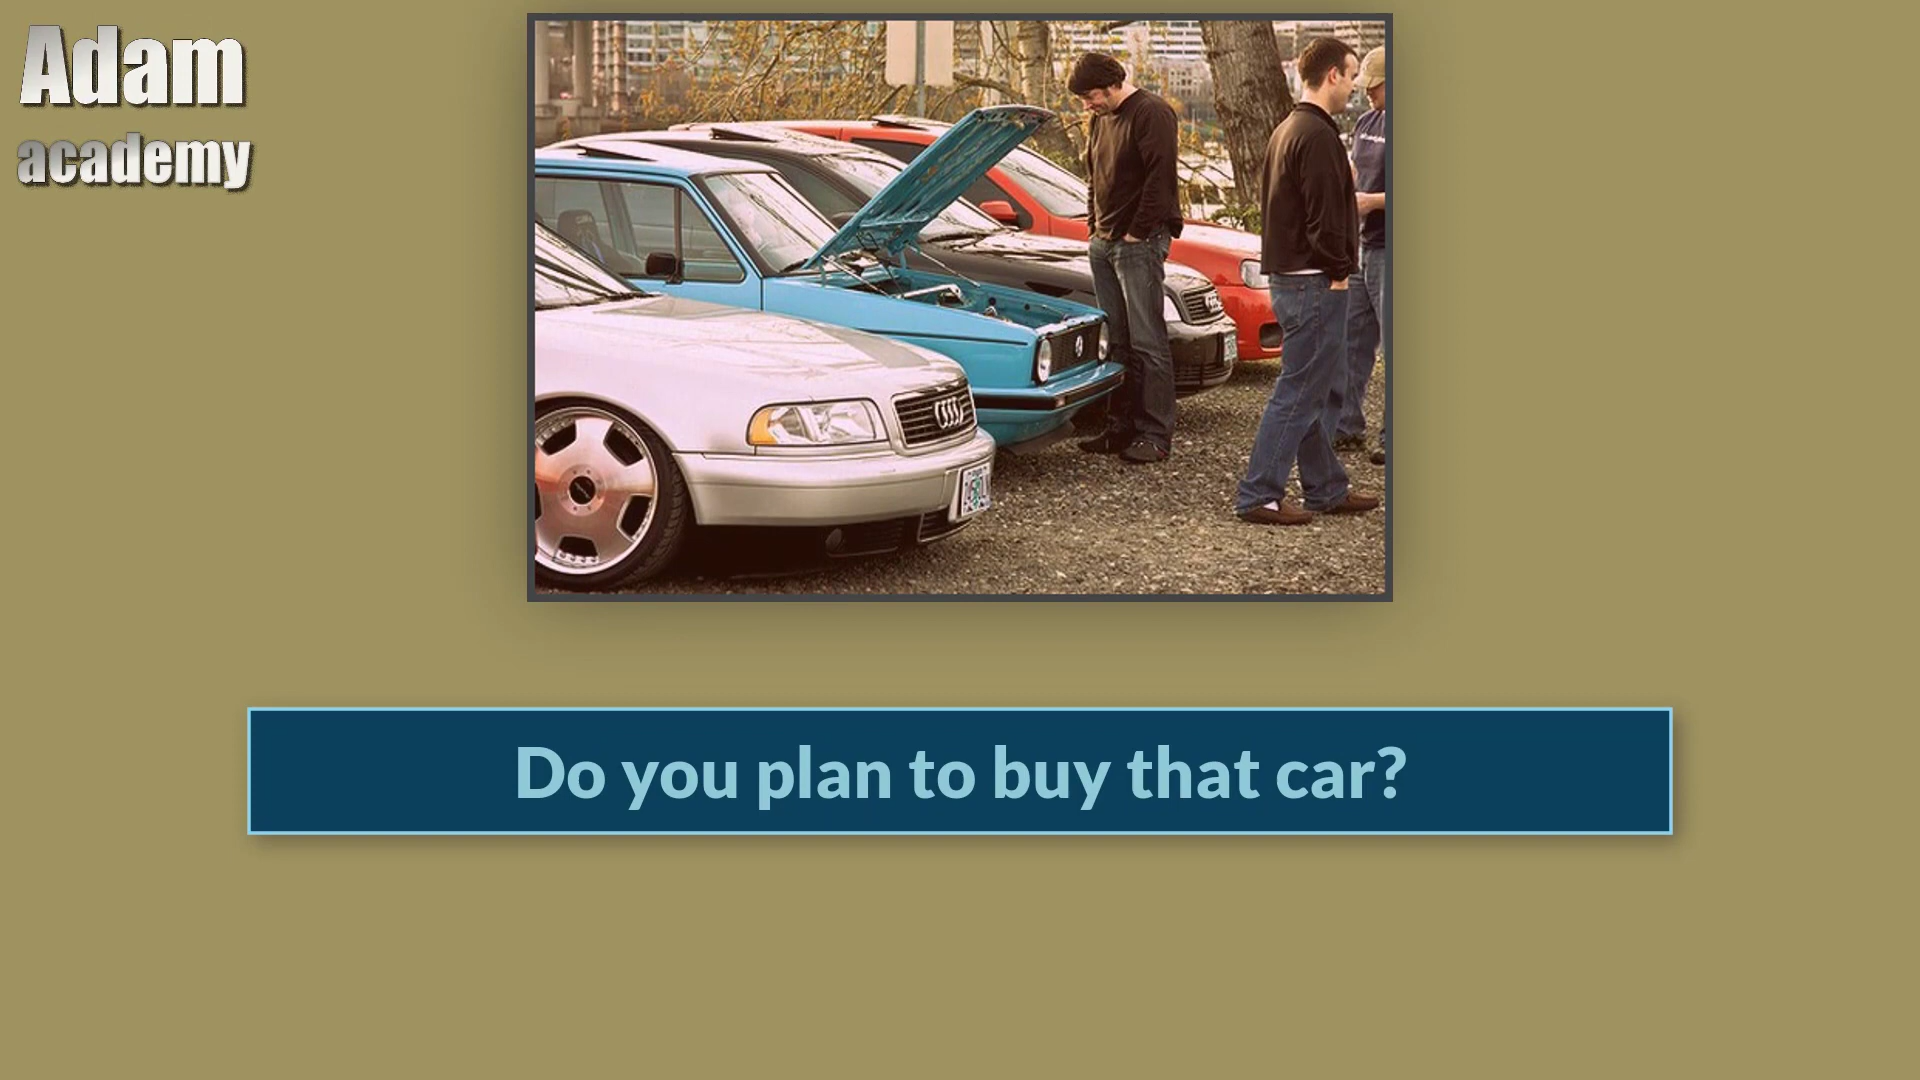 Adam
academy
Do you plan to buy that car?